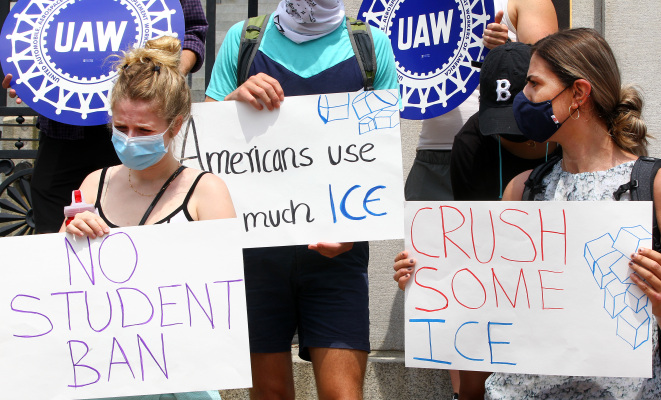 UAW
UAW
Americans use
much ICE
NO
STUDENT
BAN
CRUSH
SOME
ICE
B